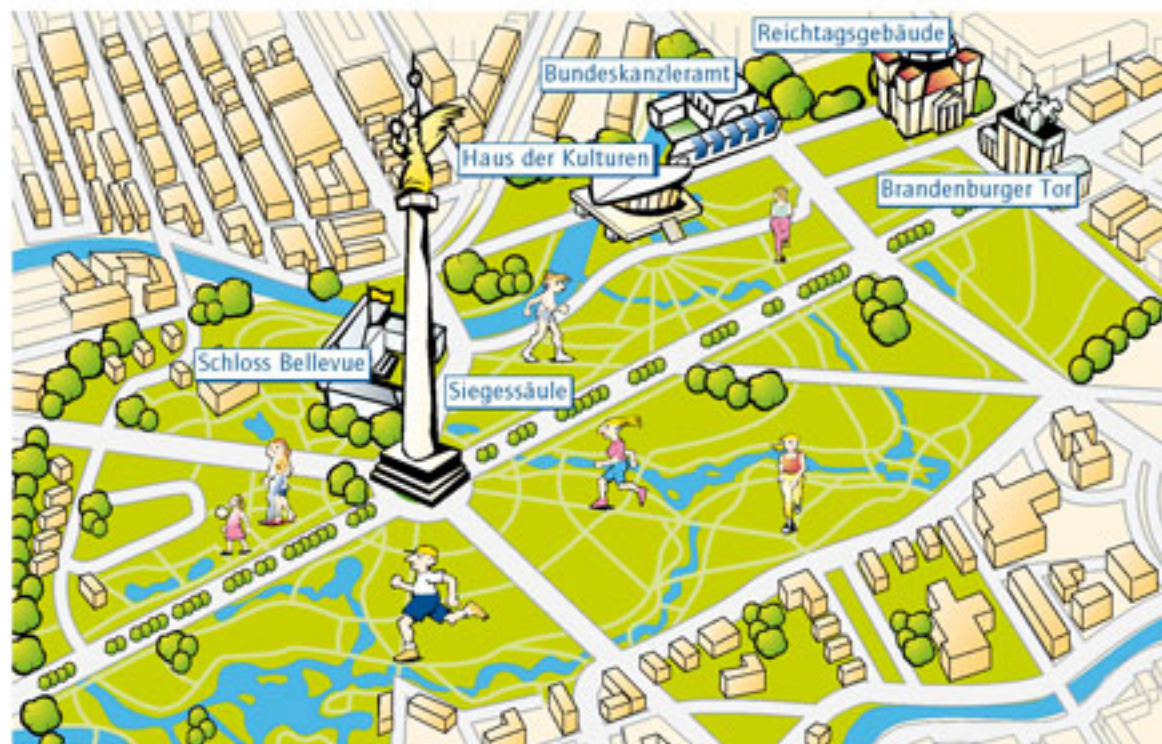 Reichtagsgebäude
Bundeskanzleramt
Haus der Kulturen
Brandenburger Tor
Schloss Bellevue
Siegessäule